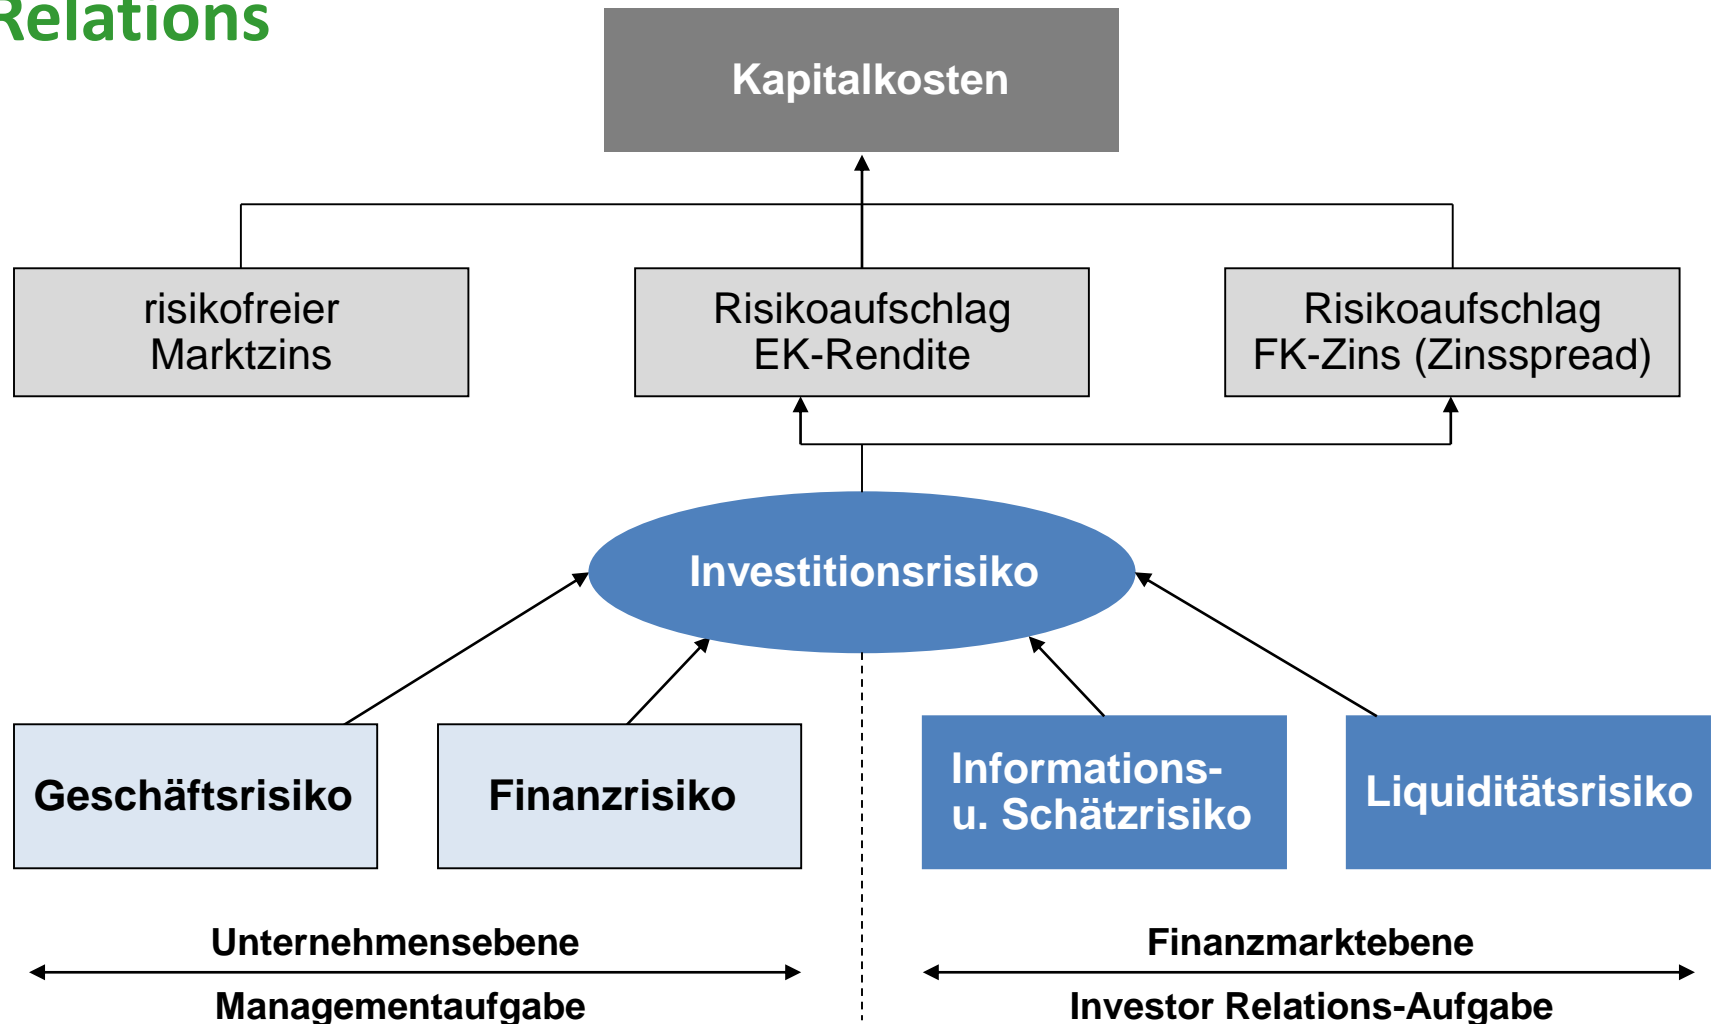 Relations
Kapitalkosten
risikofreier
Marktzins
Risikoaufschlag
EK-Rendite
Risikoaufschlag
FK-Zins (Zinsspread)
Investitionsrisiko
Geschäftsrisiko
Finanzrisiko
Informations-
u. Schätzrisiko
Liquiditätsrisiko
Unternehmensebene
Managementaufgabe
Finanzmarktebene
Investor Relations-Aufgabe